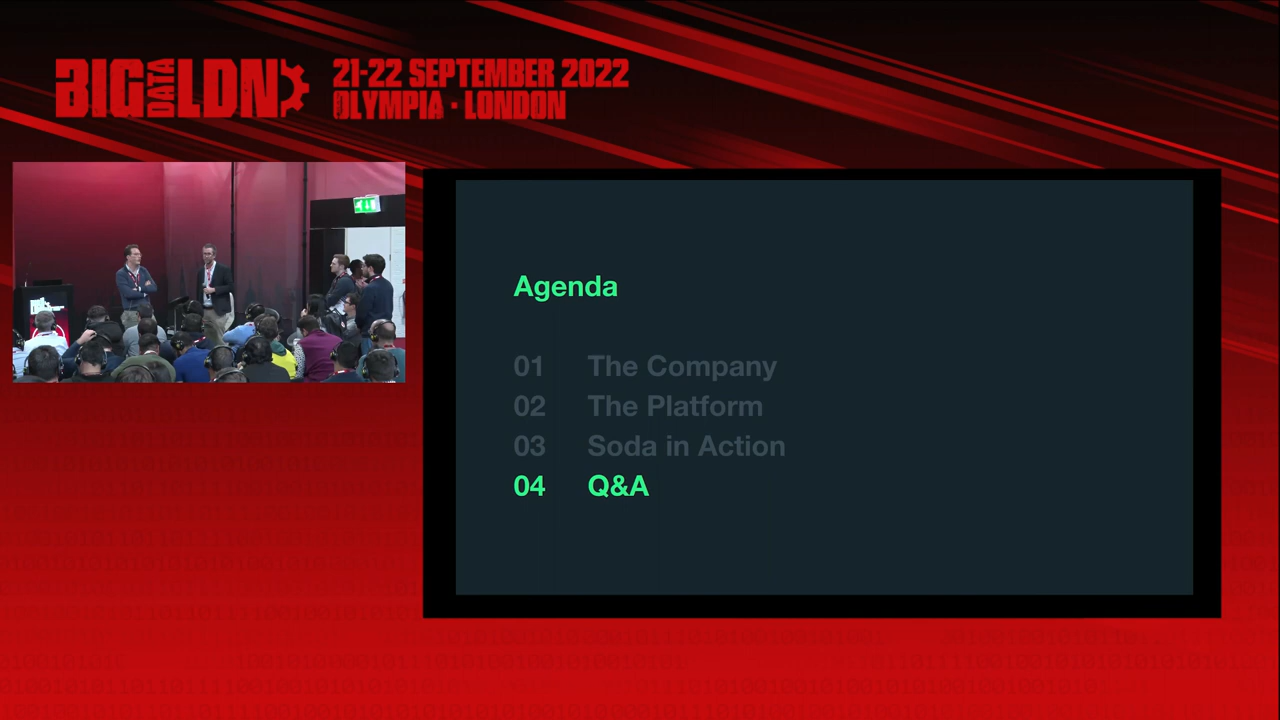 BIG DATA LDN
21-22 SEPTEMBER 2022
OLYMPIA · LONDON
Agenda
01 The Company
02 The Platform
03 Soda in Action
04 Q&A